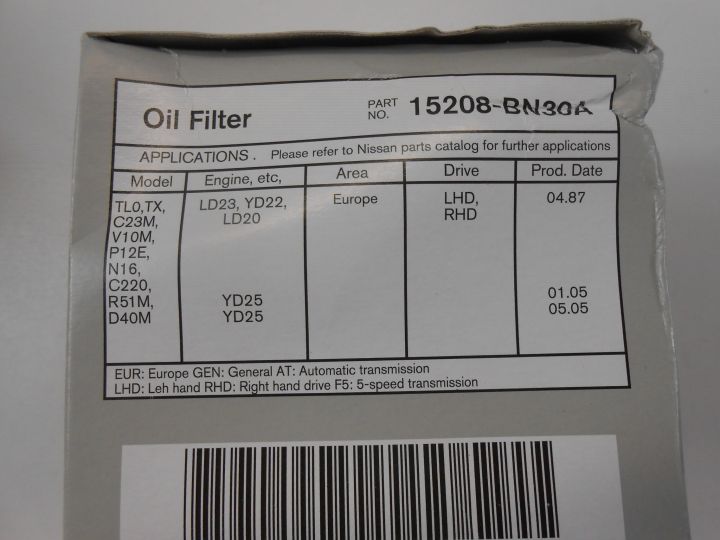 Oil Filter PART NO. 15208-BN30A
APPLICATIONS. Please refer to Nissan parts catalog for further applications
Model Engine, etc, Area Drive Prod. Date
TL0,TX, LD23, YD22, Europe LHD, 04.87
C23M, LD20 RHD
V10M,
P12E,
N16,
C220,
R51M, YD25 01.05
D40M YD25 05.05
EUR: Europe GEN: General AT: Automatic transmission
LHD: Leh hand RHD: Right hand drive F5: 5-speed transmission